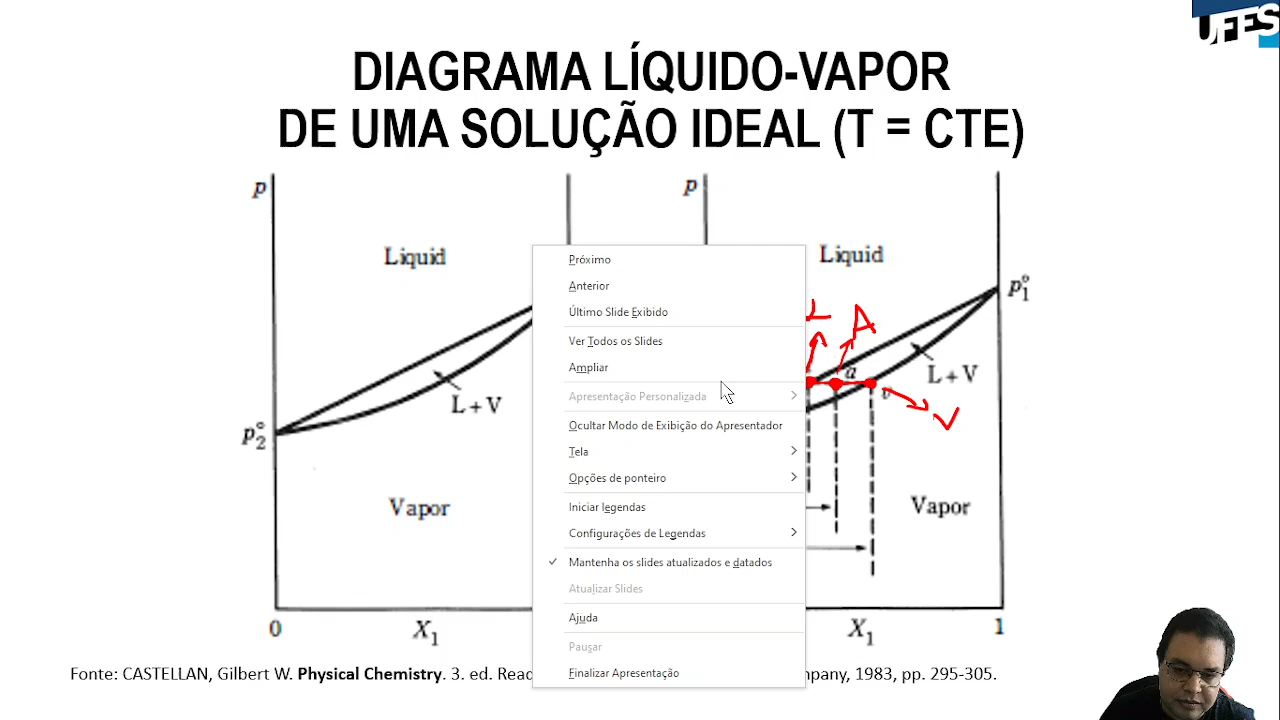 UFES
DIAGRAMA LÍQUIDO-VAPOR
DE UMA SOLUÇÃO IDEAL (T = CTE)
p
Liquid
L + V
p₂°
Vapor
0
X₁
p
Liquid
p₁°
L
A
a
L + V
v
V
Vapor
X₁
1
Próximo
Anterior
Último Slide Exibido
Ver Todos os Slides
Ampliar
Apresentação Personalizada
Ocultar Modo de Exibição do Apresentador
Tela
Opções de ponteiro
Iniciar legendas
Configurações de Legendas
Mantenha os slides atualizados e datados
Atualizar Slides
Ajuda
Pausar
Finalizar Apresentação
Fonte: CASTELLAN, Gilbert W. Physical Chemistry. 3. ed. 1983, pp. 295-305.